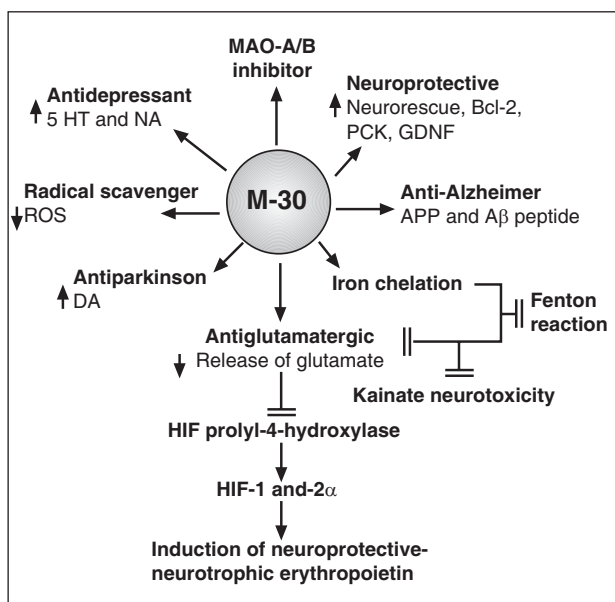 MAO-A/B
inhibitor
Antidepressant
5 HT and NA
Neuroprotective
Neurorescue, Bcl-2,
PCK, GDNF
Radical scavenger
ROS
M-30
Anti-Alzheimer
APP and Aβ peptide
Antiparkinson
DA
Iron chelation
Fenton
reaction
Antiglutamatergic
Release of glutamate
Kainate neurotoxicity
HIF prolyl-4-hydroxylase
HIF-1 and-2α
Induction of neuroprotective-
neurotrophic erythropoietin